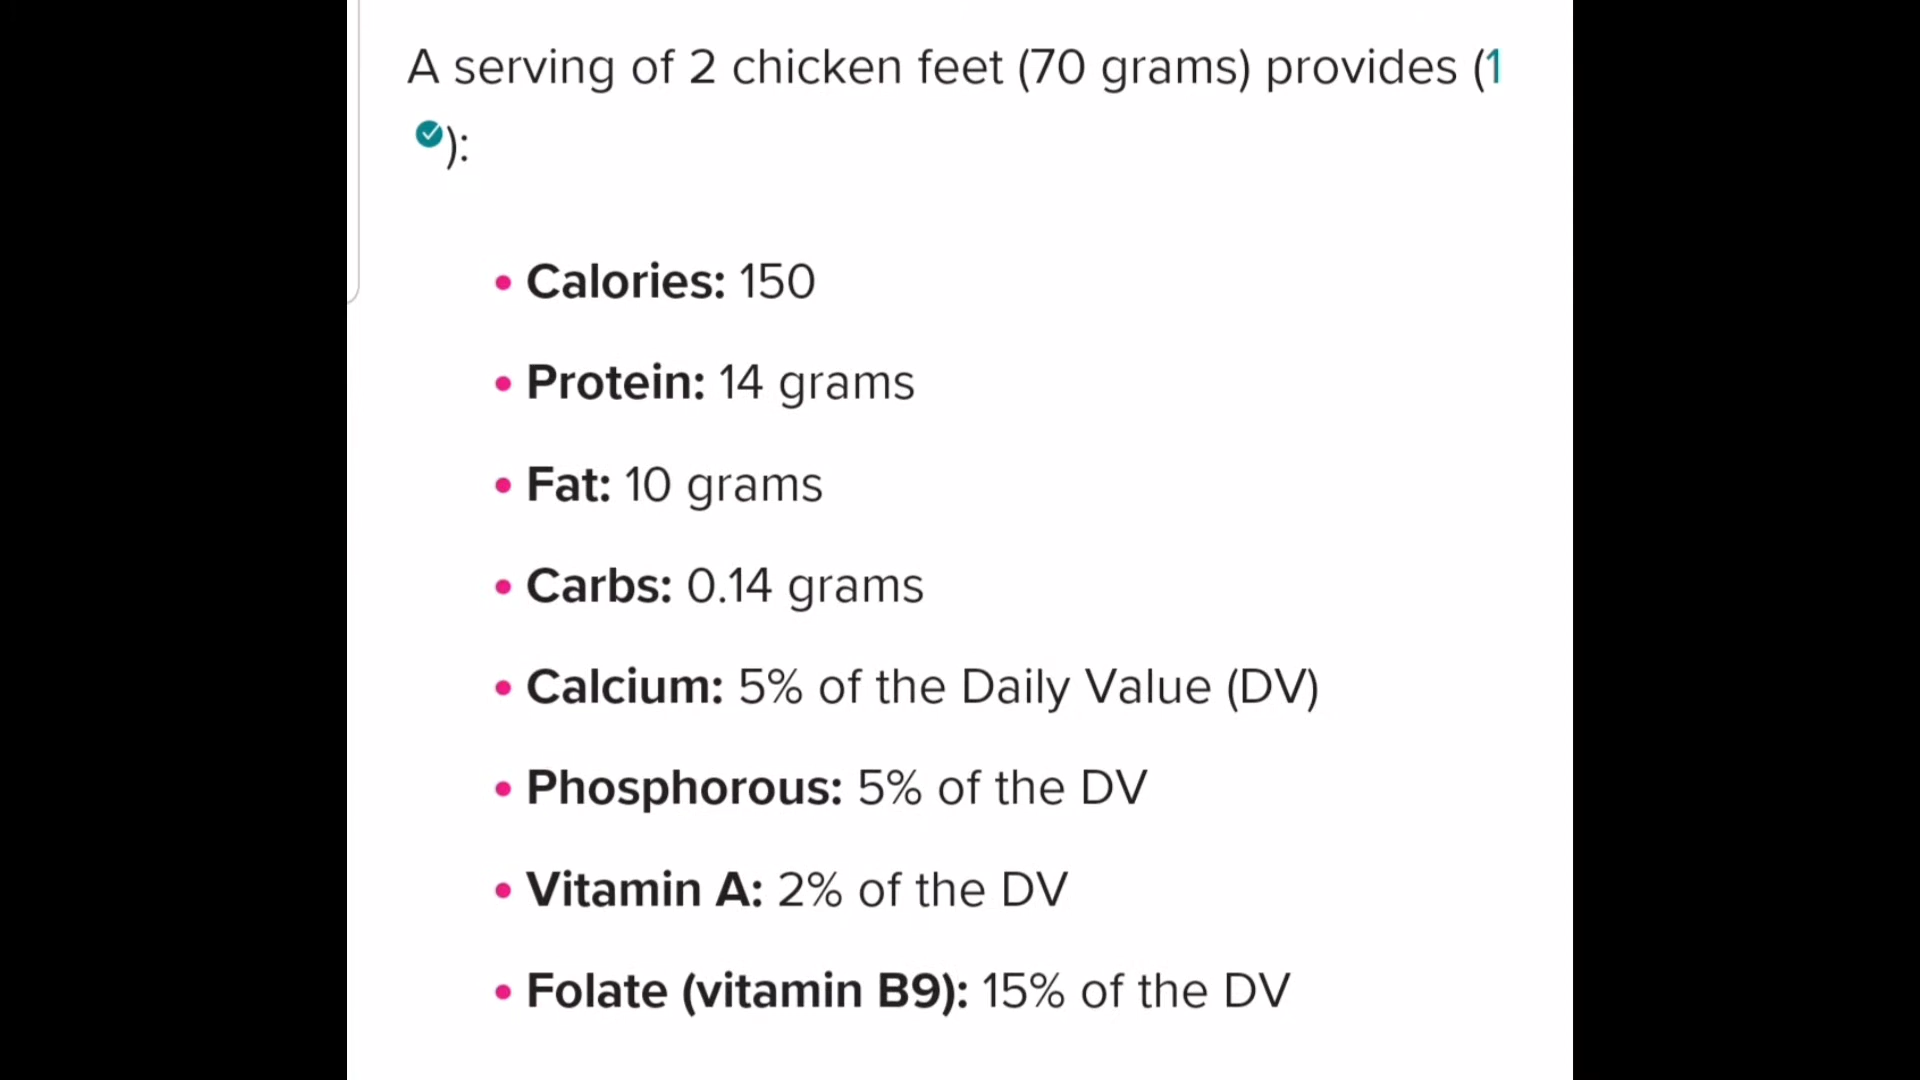 A serving of 2 chicken feet (70 grams) provides (1
):
• Calories: 150
• Protein: 14 grams
• Fat: 10 grams
• Carbs: 0.14 grams
• Calcium: 5% of the Daily Value (DV)
• Phosphorous: 5% of the DV
• Vitamin A: 2% of the DV
• Folate (vitamin B9): 15% of the DV